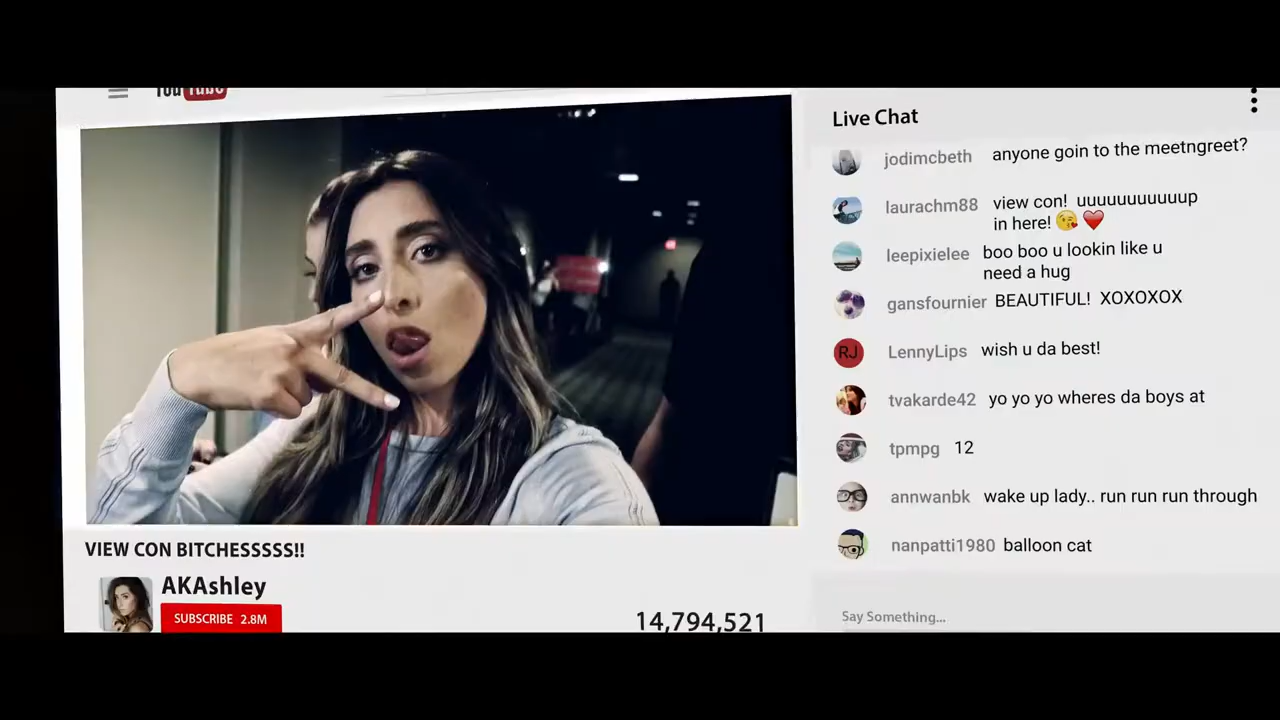 YouTube
Live Chat
jodimcbeth anyone goin to the meetngreet?
laurachm88 view con! uuuuuuuuuuup
in here! 😘 ❤️
leepixielee boo boo u lookin like u
need a hug
gansfournier BEAUTIFUL! XOXOXOX
RJ LennyLips wish u da best!
tvakarde42 yo yo yo wheres da boys at
tpmpg 12
annwanbk wake up lady.. run run run through
nanpatti1980 balloon cat
Say Something...
VIEW CON BITCHESSSSS!!
AKAshley
SUBSCRIBE 2.8M
14,794,521